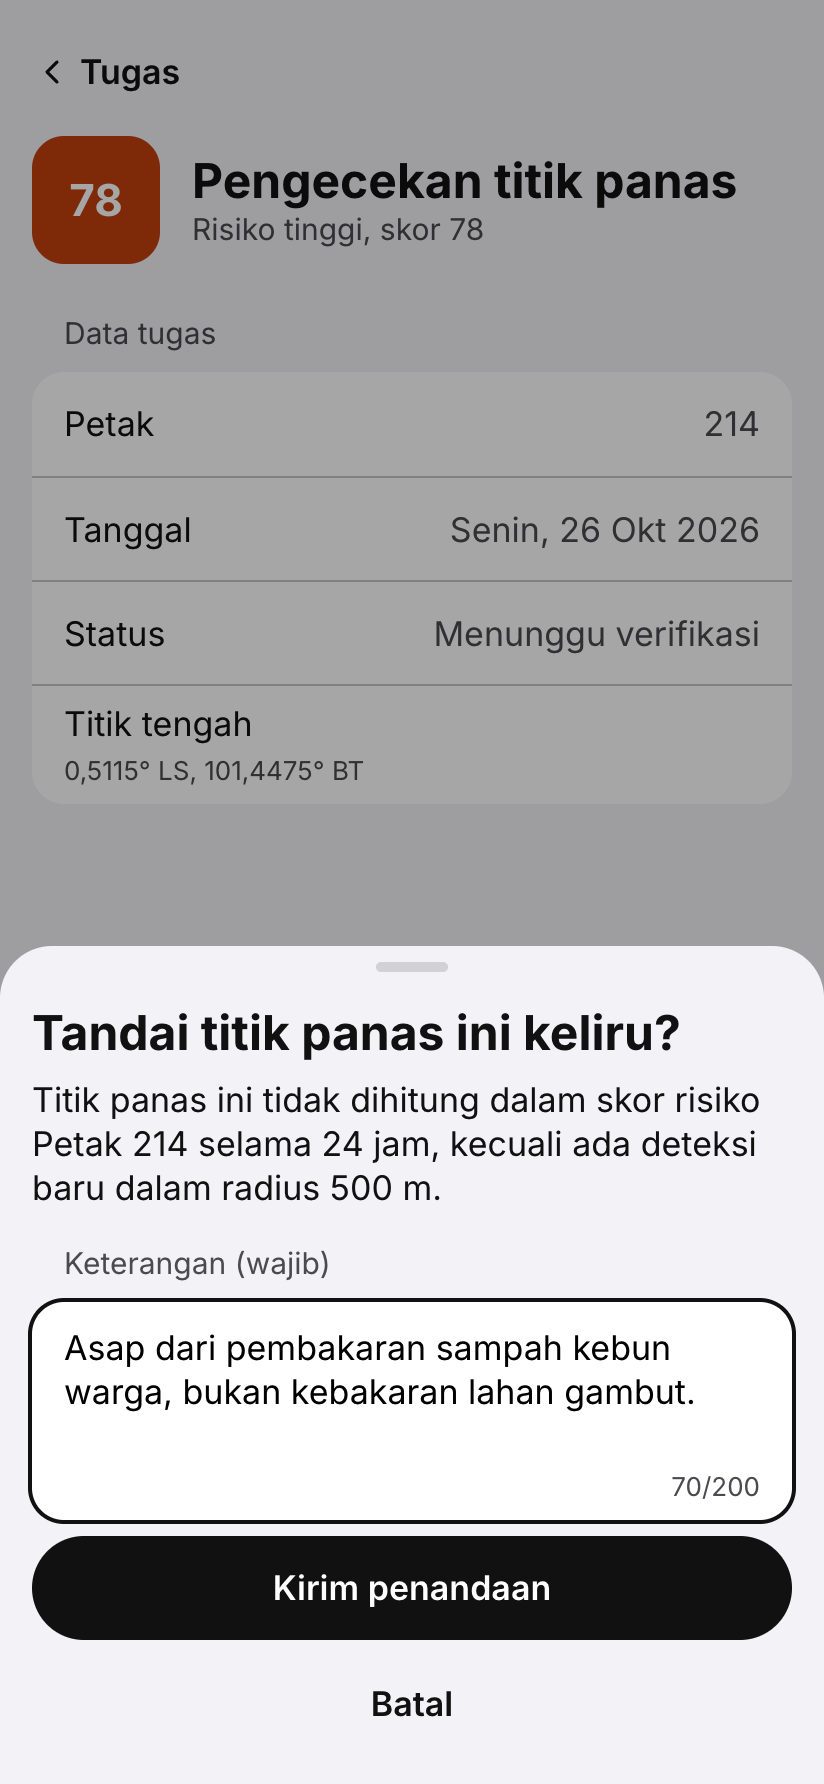 Tugas
78
Pengecekan titik panas
Risiko tinggi, skor 78
Data tugas
Petak 214
Tanggal Senin, 26 Okt 2026
Status Menunggu verifikasi
Titik tengah
0,5115° LS, 101,4475° BT
Tandai titik panas ini keliru?
Titik panas ini tidak dihitung dalam skor risiko
Petak 214 selama 24 jam, kecuali ada deteksi
baru dalam radius 500 m.
Keterangan (wajib)
Asap dari pembakaran sampah kebun
warga, bukan kebakaran lahan gambut.
70/200
Kirim penandaan
Batal